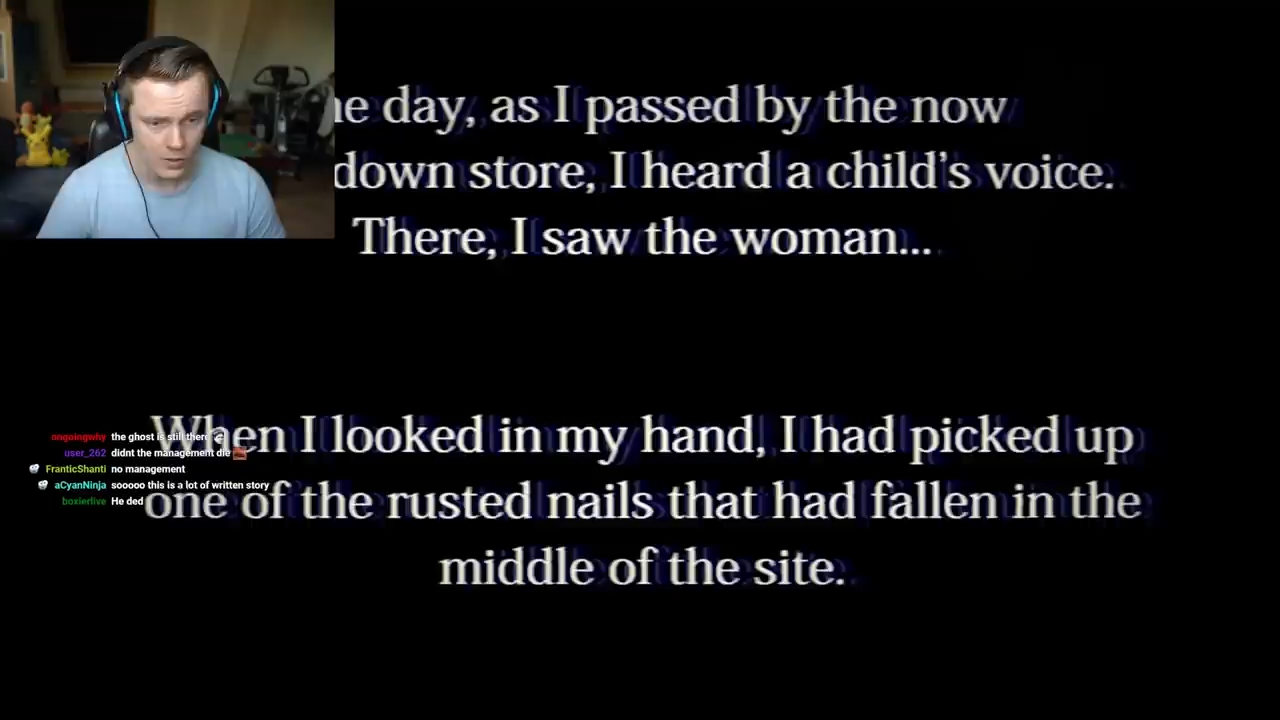 he day, as I passed by the now
down store, I heard a child's voice.
There, I saw the woman...
When I looked in my hand, I had picked up
one of the rusted nails that had fallen in the
middle of the site.
ongoingwhy the ghost is still there
user_262 didnt the management die
FranticShanti no management
aCyanNinja sooooo this is a lot of written story
boxierlive He ded